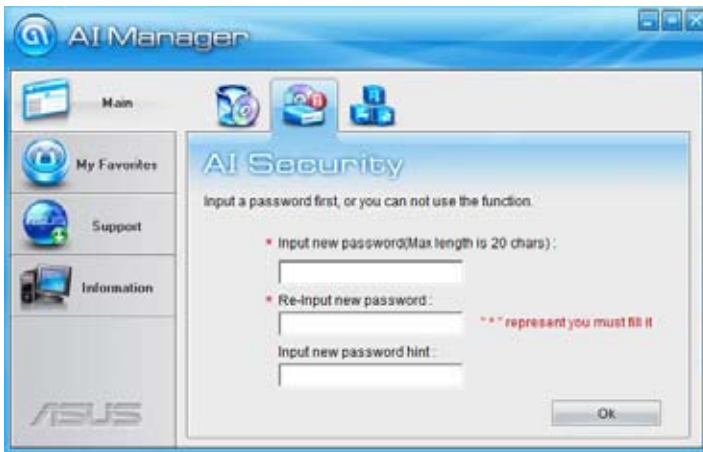 AI Manager
Main
My Favorites
Support
Information
ASUS
AI Security
Input a password first, or you can not use the function.
* Input new password(Max length is 20 chars) :
* Re-Input new password :
" * " represent you must fill it
Input new password hint :
Ok